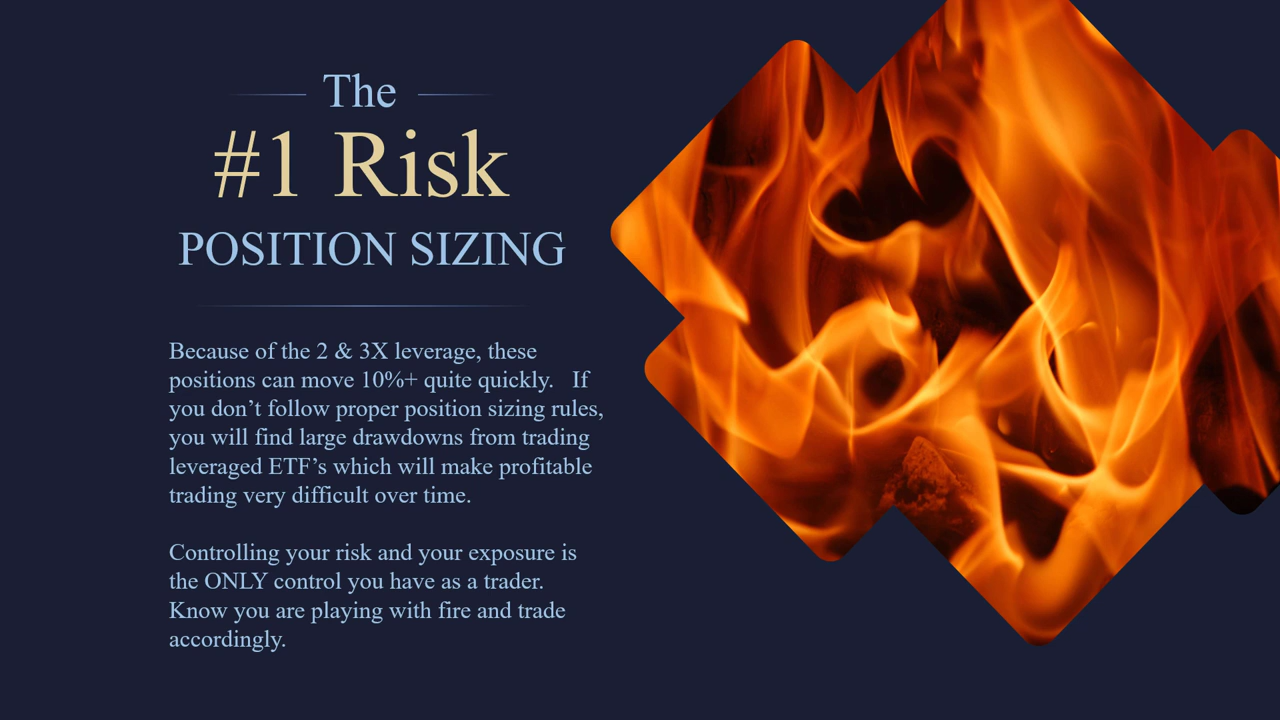 The
#1 Risk
POSITION SIZING
Because of the 2 & 3X leverage, these
positions can move 10%+ quite quickly.   If
you don’t follow proper position sizing rules,
you will find large drawdowns from trading
leveraged ETF’s which will make profitable
trading very difficult over time.
Controlling your risk and your exposure is
the ONLY control you have as a trader.
Know you are playing with fire and trade
accordingly.